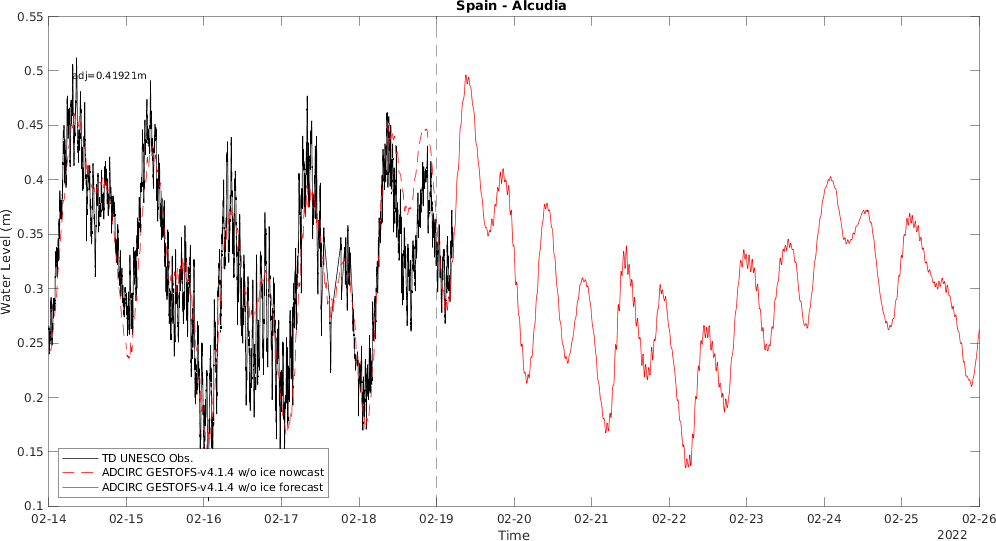 Spain - Alcudia
0.55
0.5
0.45
0.4
0.35
0.3
0.25
0.2
0.15
0.1
Water Level (m)
adj=0.41921m
TD UNESCO Obs.
ADCIRC GESTOFS-v4.1.4 w/o ice nowcast
ADCIRC GESTOFS-v4.1.4 w/o ice forecast
02-14 02-15 02-16 02-17 02-18 02-19 02-20 02-21 02-22 02-23 02-24 02-25 02-26
Time
2022